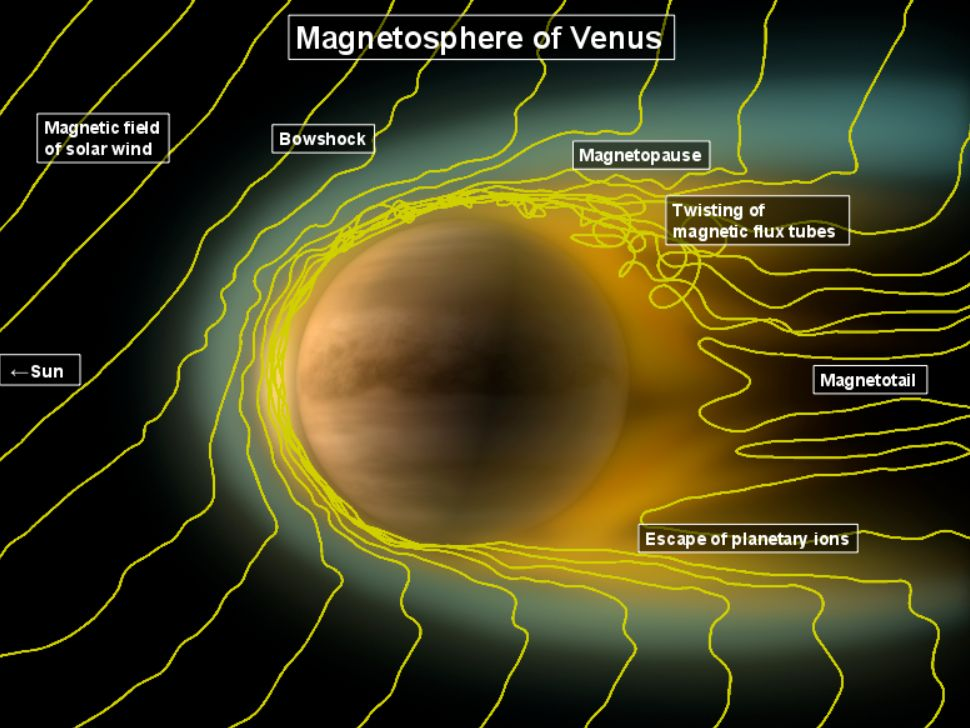 Magnetosphere of Venus
Magnetic field
of solar wind
Bowshock
Magnetopause
Twisting of
magnetic flux tubes
←Sun
Magnetotail
Escape of planetary ions